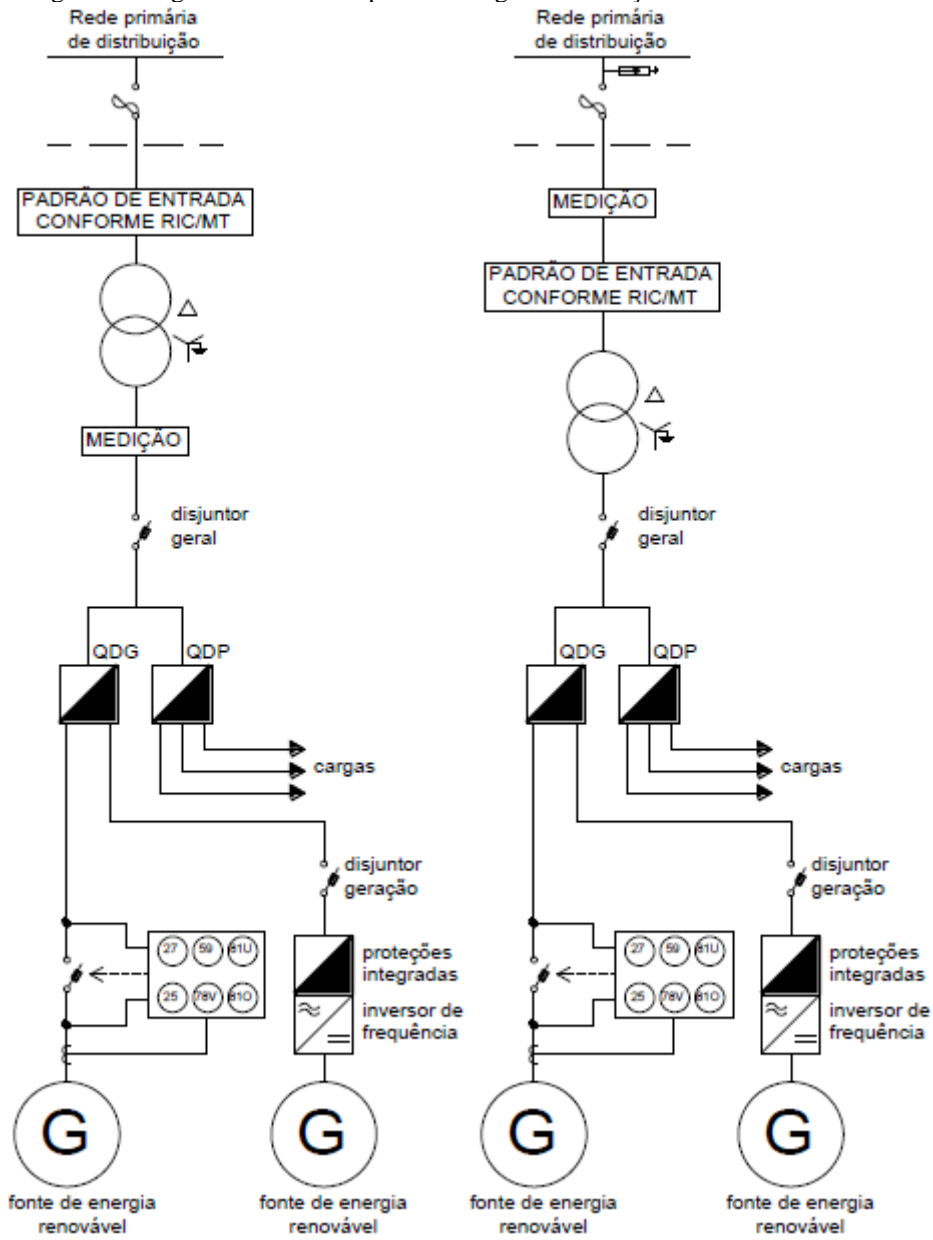 Rede primária
de distribuição
PADRÃO DE ENTRADA
CONFORME RIC/MT
MEDIÇÃO
disjuntor
geral
QDG
QDP
cargas
disjuntor
geração
27 59 81U
25 78V 81O
proteções
integradas
inversor de
frequência
G
G
fonte de energia
renovável
fonte de energia
renovável
Rede primária
de distribuição
MEDIÇÃO
PADRÃO DE ENTRADA
CONFORME RIC/MT
disjuntor
geral
QDG
QDP
cargas
disjuntor
geração
27 59 81U
25 78V 81O
proteções
integradas
inversor de
frequência
G
G
fonte de energia
renovável
fonte de energia
renovável